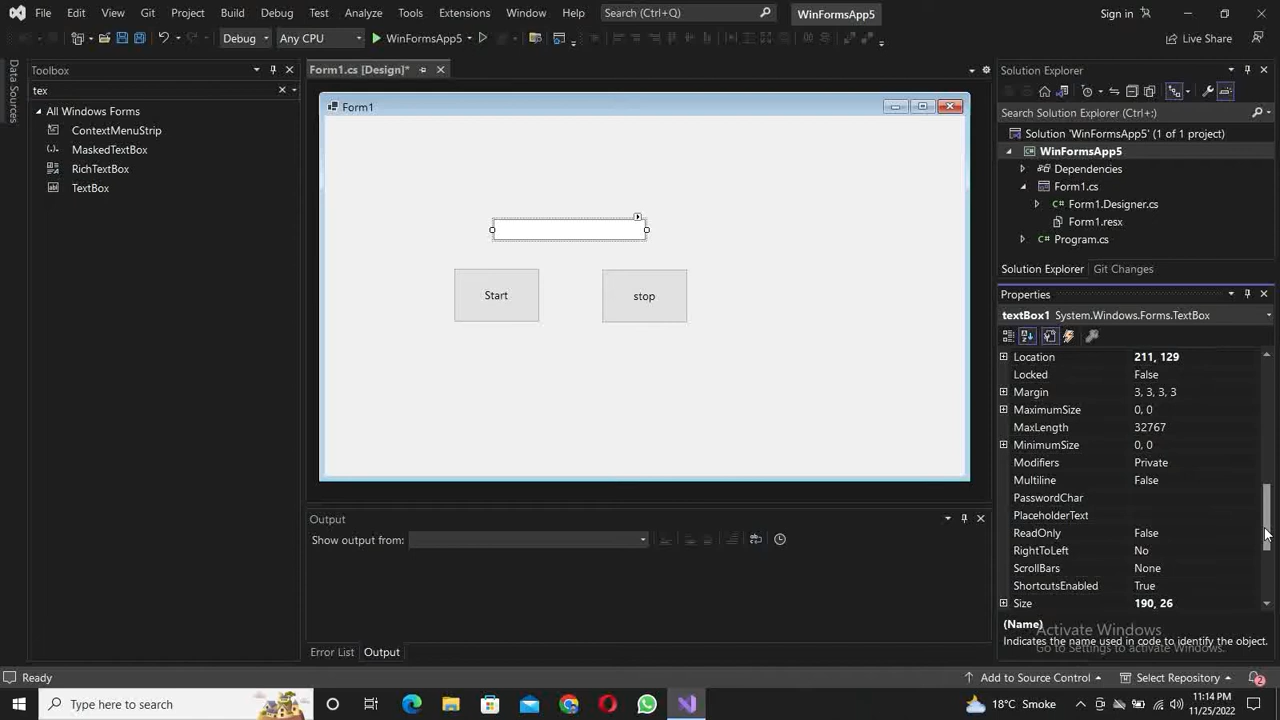 File Edit View Git Project Build Debug Test Analyze Tools Extensions Window Help Search (Ctrl+Q) WinFormsApp5 Sign in
Debug Any CPU WinFormsApp5 Live Share
Data Sources
Toolbox
tex
All Windows Forms
ContextMenuStrip
MaskedTextBox
RichTextBox
TextBox
Form1.cs [Design]*
Form1
Start
stop
Output
Show output from:
Error List Output
Solution Explorer
Search Solution Explorer (Ctrl+;)
Solution 'WinFormsApp5' (1 of 1 project)
WinFormsApp5
Dependencies
Form1.cs
Form1.Designer.cs
Form1.resx
Program.cs
Solution Explorer Git Changes
Properties
textBox1 System.Windows.Forms.TextBox
Location 211, 129
Locked False
Margin 3, 3, 3, 3
MaximumSize 0, 0
MaxLength 32767
MinimumSize 0, 0
Modifiers Private
Multiline False
PasswordChar
PlaceholderText
ReadOnly False
RightToLeft No
ScrollBars None
ShortcutsEnabled True
Size 190, 26
(Name)
Indicates the name used in code to identify the object.
Activate Windows
Go to Settings to activate Windows.
Ready Add to Source Control Select Repository 2
Type here to search 18°C Smoke 11:14 PM
11/25/2022